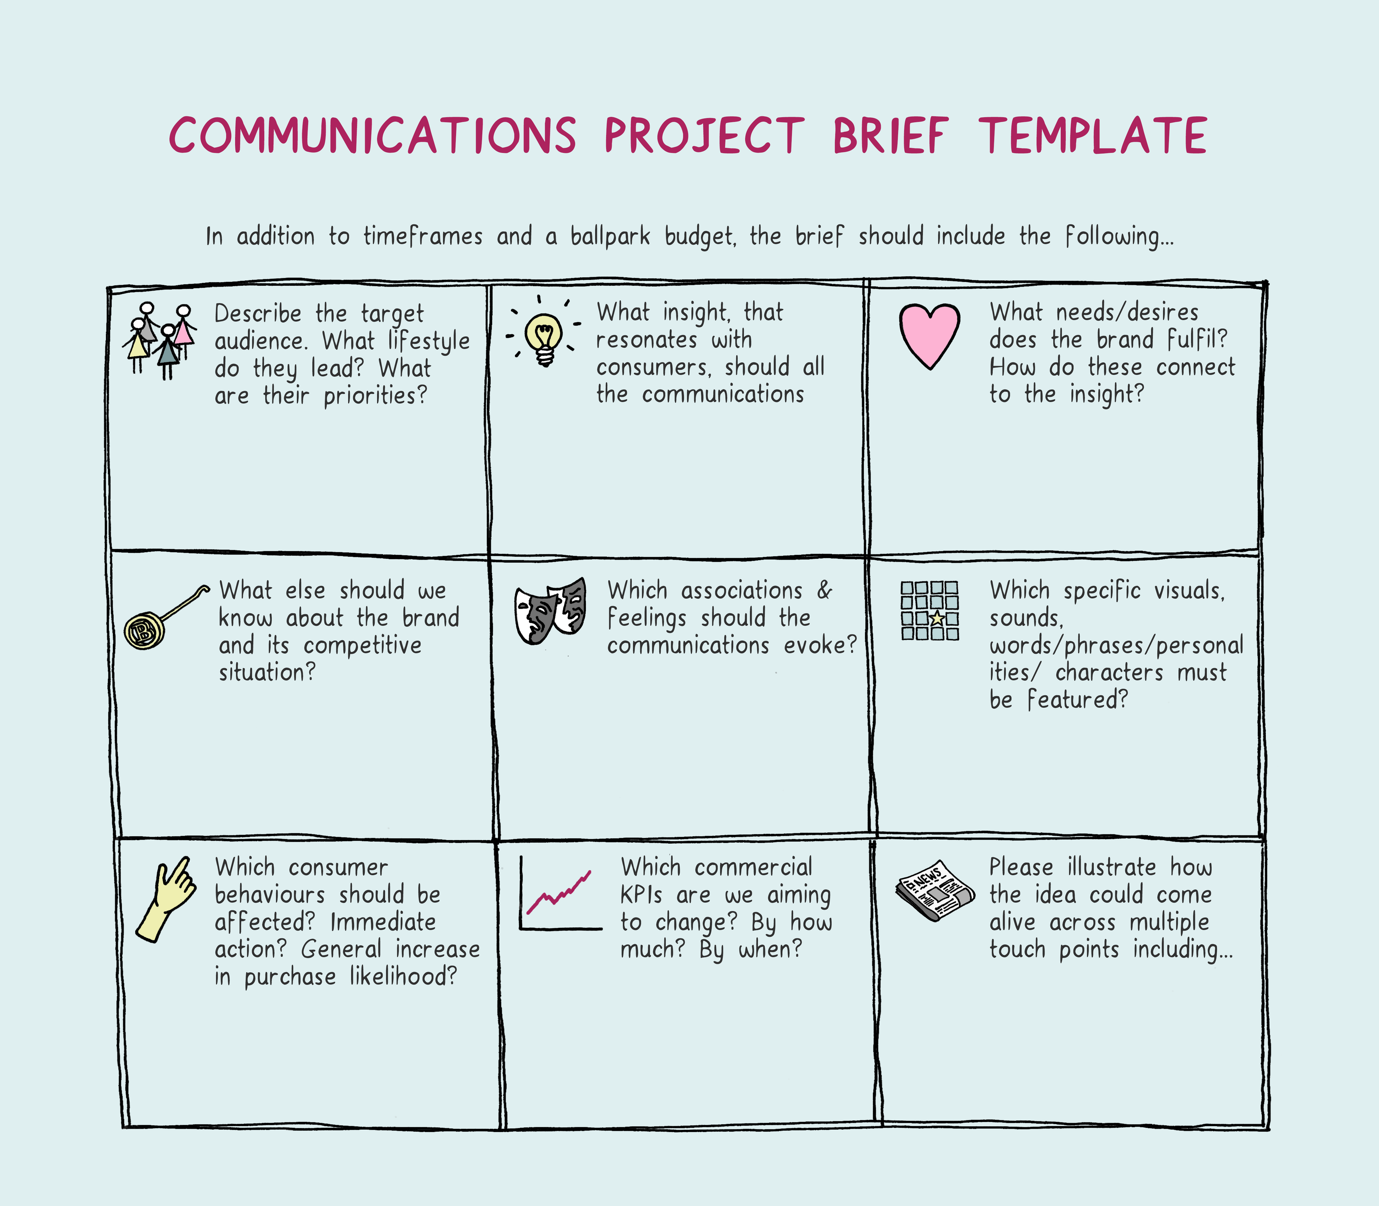 COMMUNICATIONS PROJECT BRIEF TEMPLATE
In addition to timeframes and a ballpark budget, the brief should include the following...
Describe the target
audience. What lifestyle
do they lead? What
are their priorities?
What insight, that
resonates with
consumers, should all
the communications
What needs/desires
does the brand fulfil?
How do these connect
to the insight?
What else should we
know about the brand
and its competitive
situation?
B
Which associations &
feelings should the
communications evoke?
Which specific visuals,
sounds,
words/phrases/personal
ities/ characters must
be featured?
Which consumer
behaviours should be
affected? Immediate
action? General increase
in purchase likelihood?
Which commercial
KPIs are we aiming
to change? By how
much? By when?
NEWS
Please illustrate how
the idea could come
alive across multiple
touch points including...